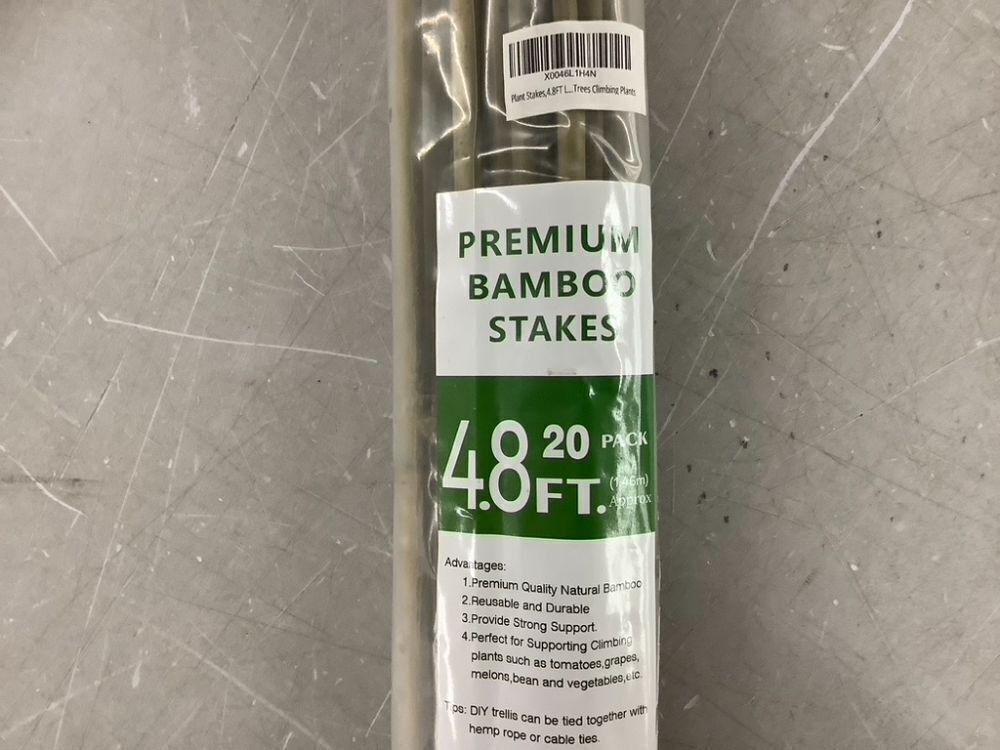 X0046L1H4N
Plant Stakes,4.8FT L...Trees Climbing Plants
PREMIUM
BAMBOO
STAKES
4.8 FT. 20 PACK
(1.46m)
Approx
Advantages:
1.Premium Quality Natural Bamboo
2.Reusable and Durable
3.Provide Strong Support.
4.Perfect for Supporting Climbing
plants such as tomatoes,grapes,
melons,bean and vegetables,etc.
Tips: DIY trellis can be tied together with
hemp rope or cable ties.